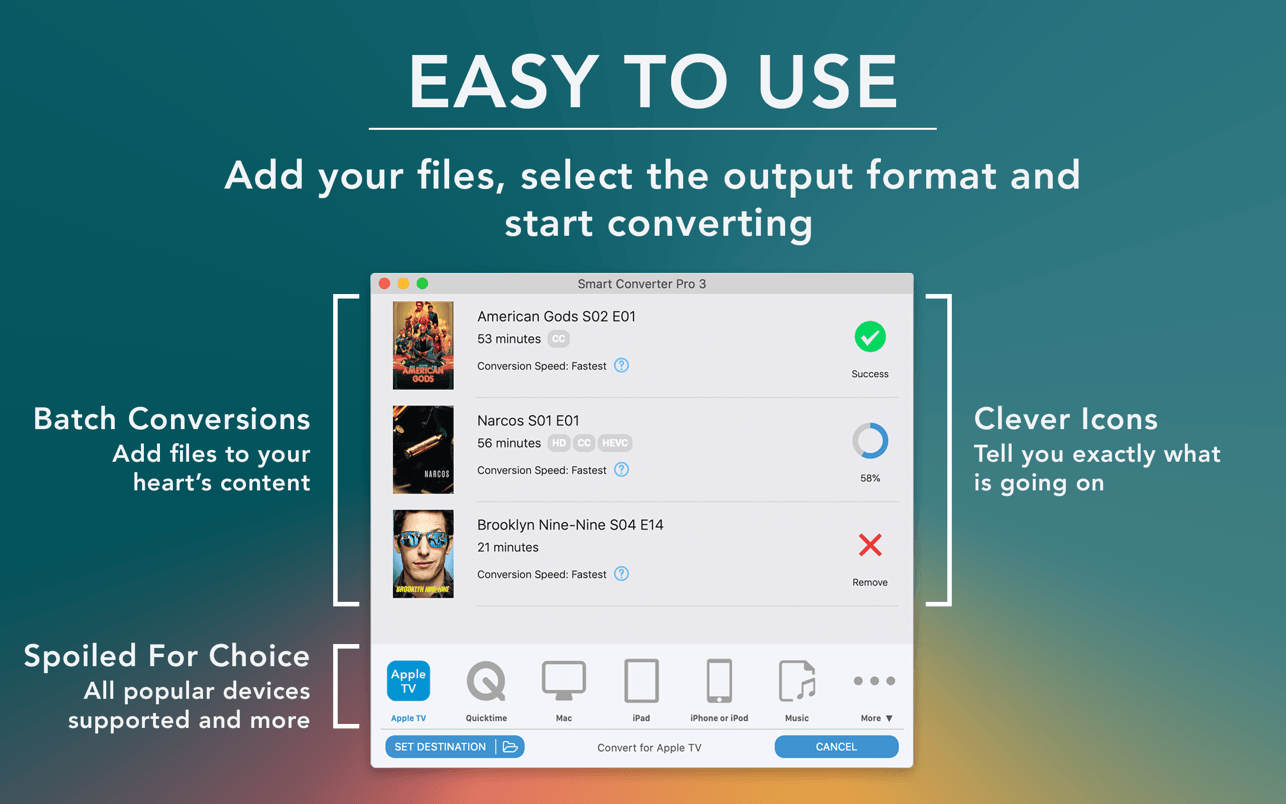 EASY TO USE
Add your files, select the output format and
start converting
Smart Converter Pro 3
American Gods S02 E01
53 minutes CC
Conversion Speed: Fastest ?
Success
AMERICAN
GODS
Batch Conversions
Add files to your
heart's content
Narcos S01 E01
56 minutes HD CC HEVC
Conversion Speed: Fastest ?
58%
NARCOS
Clever Icons
Tell you exactly what
is going on
Brooklyn Nine-Nine S04 E14
21 minutes
Conversion Speed: Fastest ?
Remove
BROOKLYN NINE-NINE
Spoiled For Choice
All popular devices
supported and more
Apple
TV
Apple TV
Quicktime
Mac
iPad
iPhone or iPod
Music
More ▼
SET DESTINATION
Convert for Apple TV
CANCEL